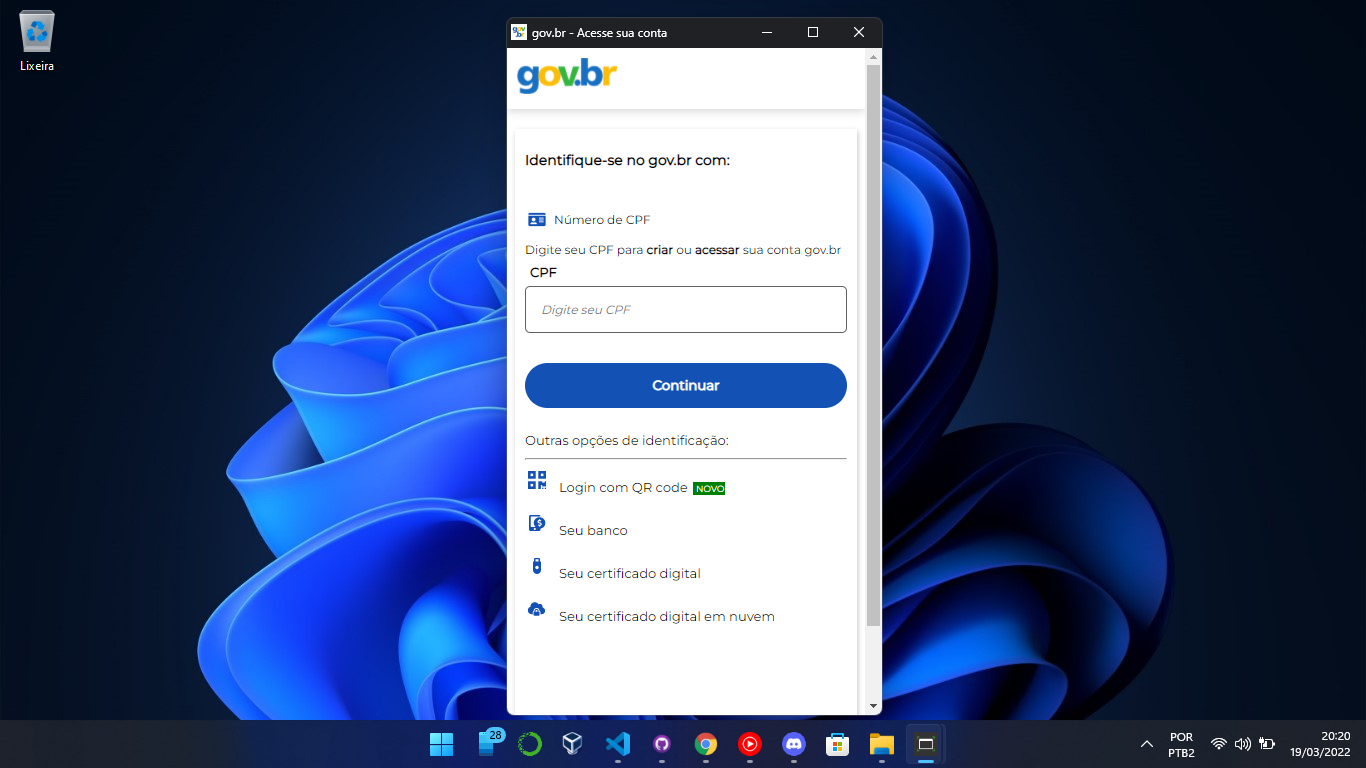 Lixeira
gov.br - Acesse sua conta
gov.br
Identifique-se no gov.br com:
Número de CPF
Digite seu CPF para criar ou acessar sua conta gov.br
CPF
Digite seu CPF
Continuar
Outras opções de identificação:
Login com QR code NOVO
Seu banco
Seu certificado digital
Seu certificado digital em nuvem
28
POR
PTB2
20:20
19/03/2022